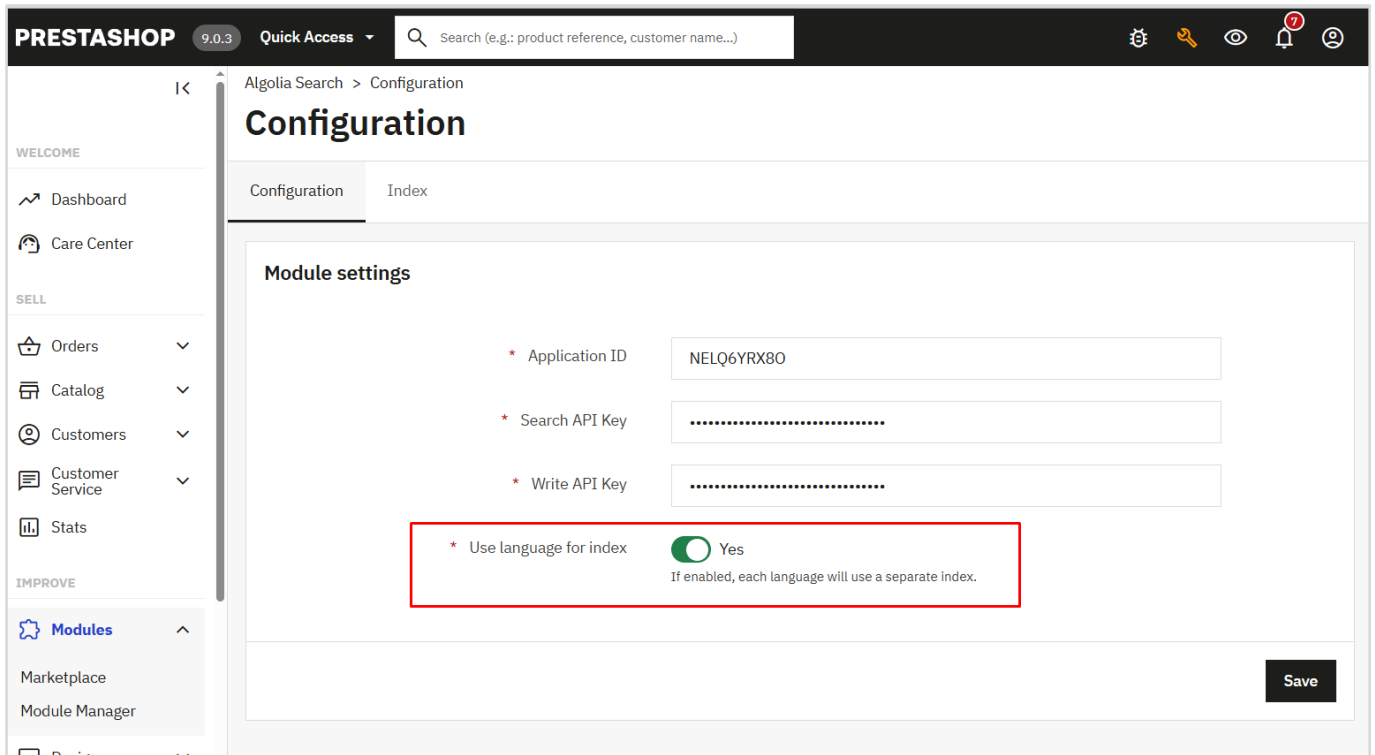 PRESTASHOP 9.0.3 Quick Access Search (e.g.: product reference, customer name...) 7
Algolia Search > Configuration
Configuration
Configuration Index
WELCOME
Dashboard
Care Center
SELL
Orders
Catalog
Customers
Customer
Service
Stats
IMPROVE
Modules
Marketplace
Module Manager
Module settings
* Application ID NELQ6YRX8O
* Search API Key ••••••••••••••••••••••••••••••••
* Write API Key ••••••••••••••••••••••••••••••••
* Use language for index Yes
If enabled, each language will use a separate index.
Save